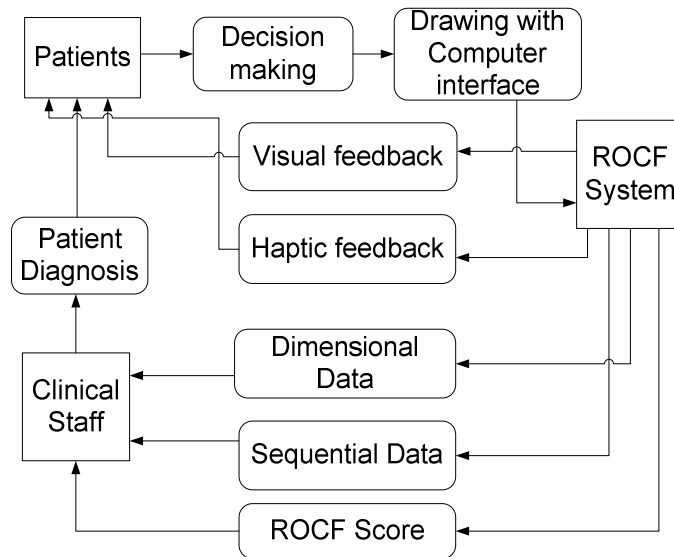 Patients
Decision
making
Drawing with
Computer
interface
Visual feedback
ROCF
System
Haptic feedback
Patient
Diagnosis
Dimensional
Data
Clinical
Staff
Sequential Data
ROCF Score